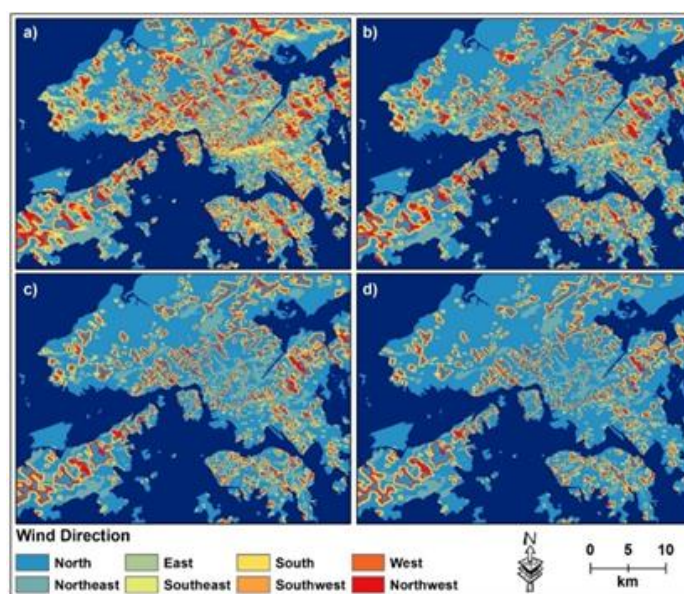 a)
b)
c)
d)
Wind Direction
North
East
South
West
Northeast
Southeast
Southwest
Northwest
N
0 5 10
km